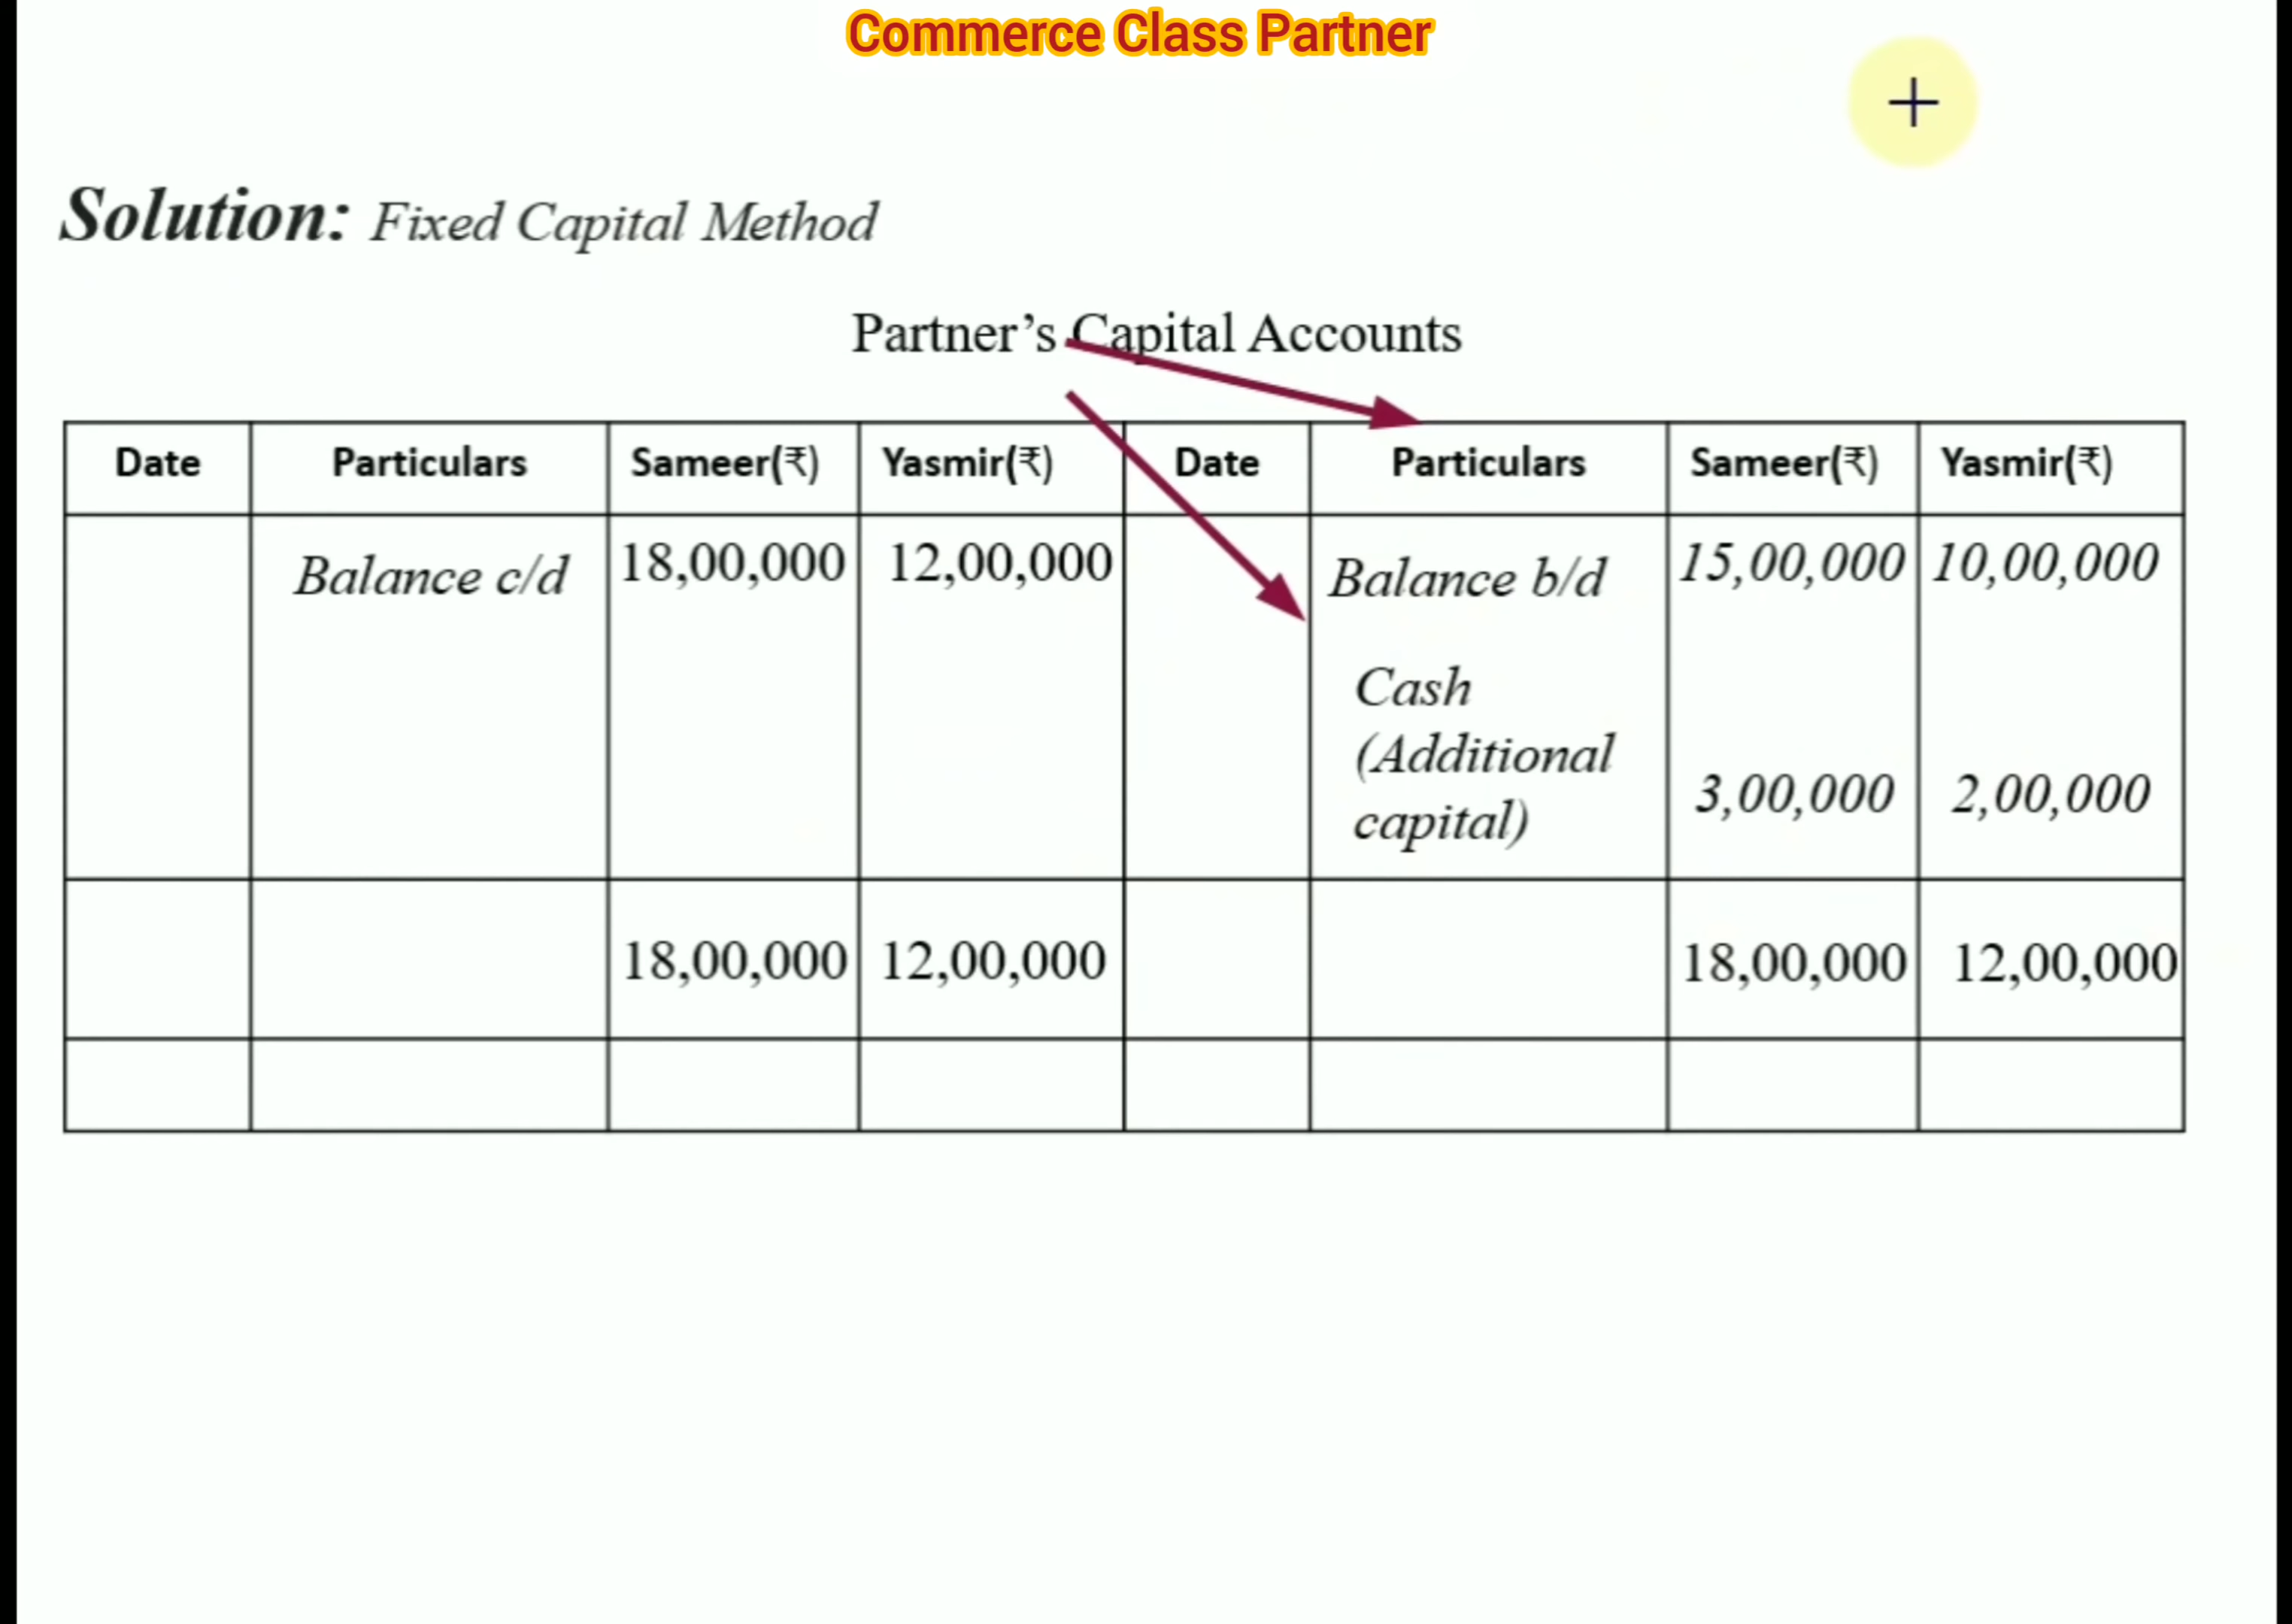 Commerce Class Partner
+
Solution: Fixed Capital Method
Partner’s Capital Accounts
Date Particulars Sameer(₹) Yasmir(₹) Date Particulars Sameer(₹) Yasmir(₹)
Balance c/d 18,00,000 12,00,000 Balance b/d 15,00,000 10,00,000
Cash
(Additional
capital) 3,00,000 2,00,000
18,00,000 12,00,000 18,00,000 12,00,000